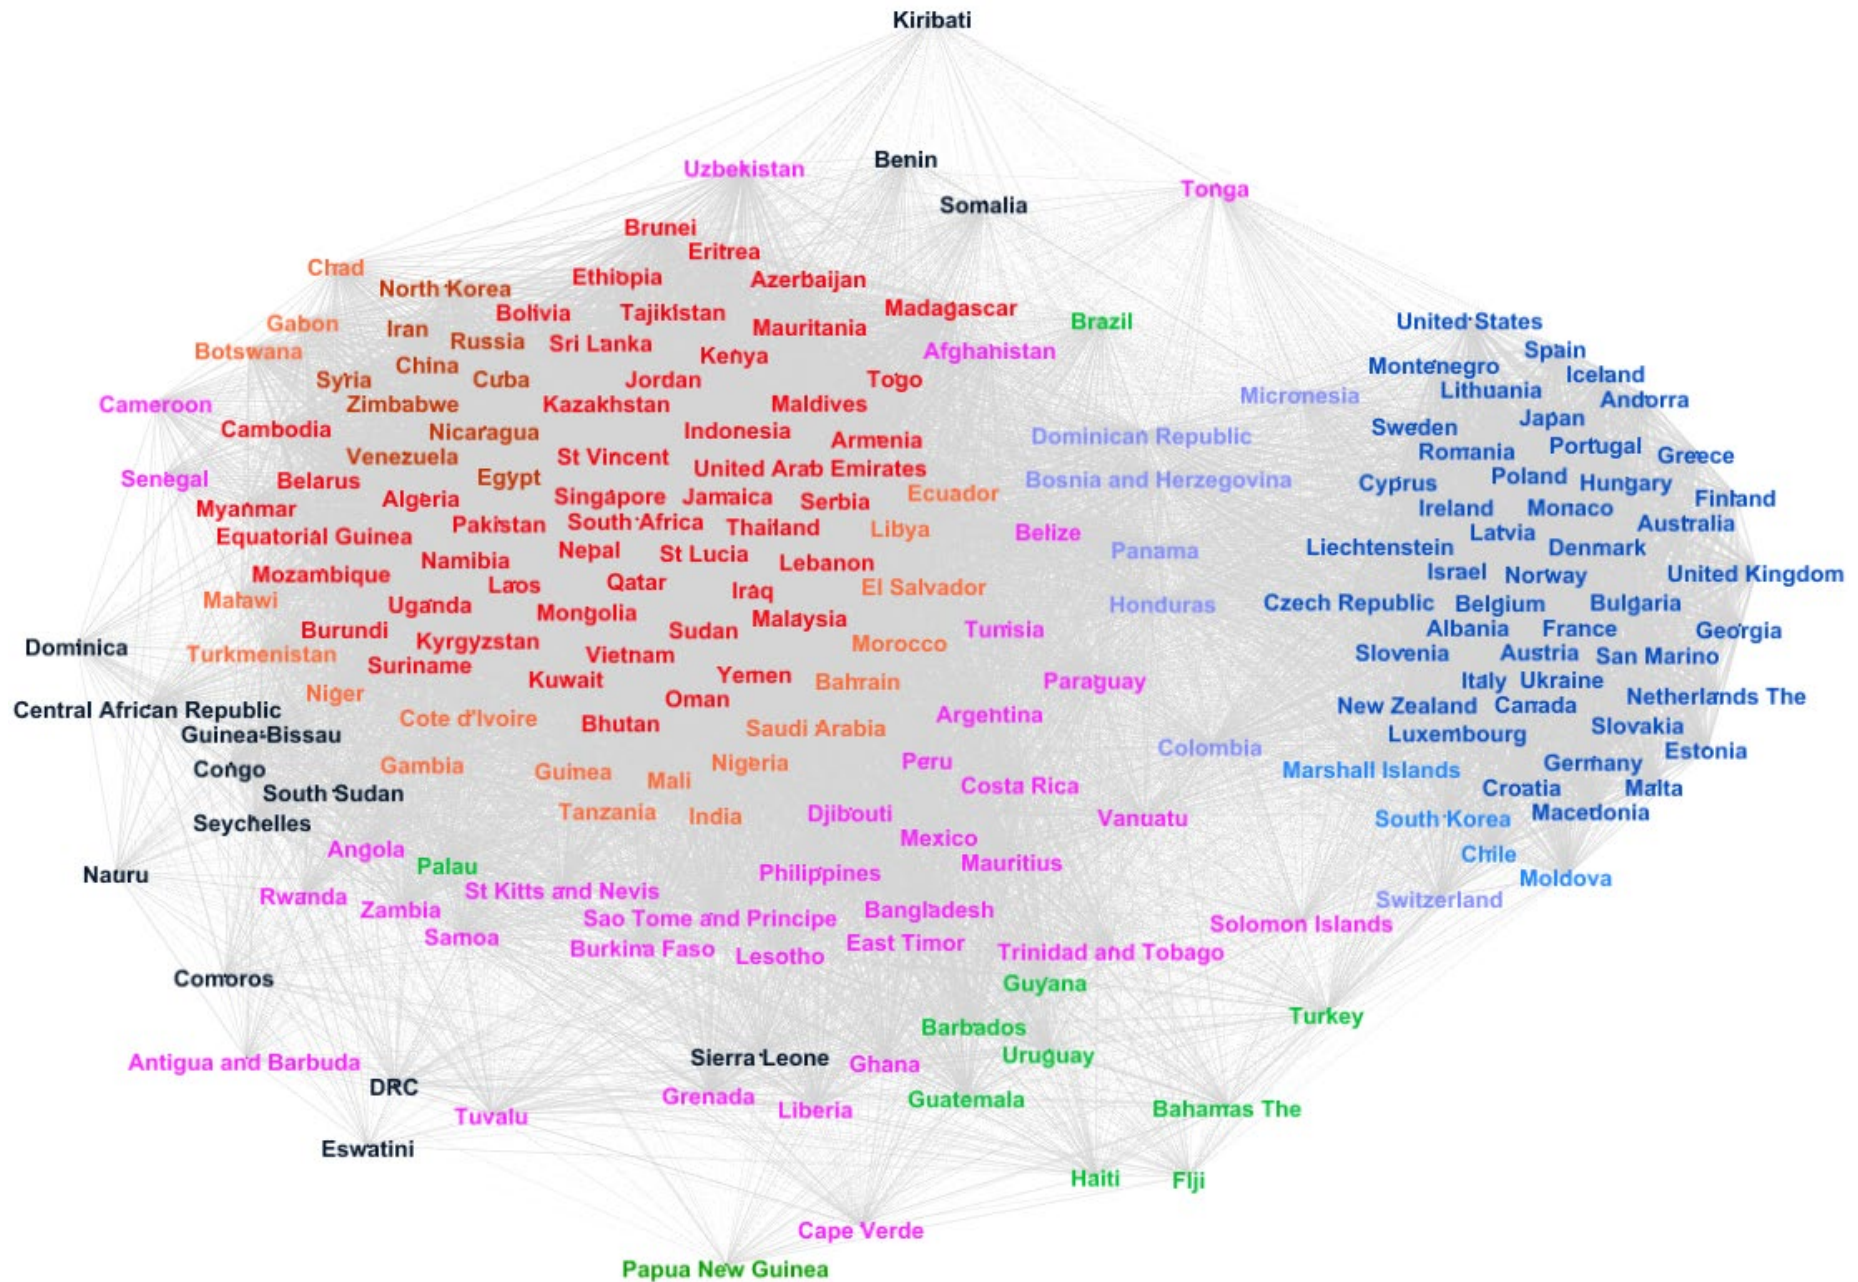 Kiribati
Benin
Uzbekistan
Tonga
Somalia
Brunei
Eritrea
Chad
Ethiopia
Azerbaijan
North Korea
Madagascar
Bolivia
Tajikistan
Brazil
United States
Gabon
Iran
Mauritania
Russia
Sri Lanka
Spain
Botswana
Afghanistan
Kenya
China
Montenegro
Iceland
Syria
Cuba
Jordan
Togo
Lithuania
Micronesia
Andorra
Cameroon
Zimbabwe
Kazakhstan
Maldives
Japan
Cambodia
Nicaragua
Indonesia
Sweden
Dominican Republic
Armenia
Portugal
Romania
Greece
Venezuela
St Vincent
United Arab Emirates
Senegal
Belarus
Egypt
Bosnia and Herzegovina
Poland
Cyprus
Hungary
Ecuador
Algeria
Singapore
Jamaica
Serbia
Finland
Myanmar
Ireland
Monaco
Pakistan
South Africa
Thailand
Libya
Australia
Equatorial Guinea
Belize
Latvia
Nepal
St Lucia
Panama
Liechtenstein
Denmark
Namibia
Lebanon
Mozambique
Israel
Norway
United Kingdom
Laos
Qatar
Iraq
El Salvador
Malawi
Uganda
Honduras
Czech Republic
Belgium
Bulgaria
Mongolia
Malaysia
Burundi
Sudan
Tunisia
Albania
France
Georgia
Dominica
Kyrgyzstan
Morocco
Turkmenistan
Vietnam
Slovenia
Austria
San Marino
Suriname
Kuwait
Yemen
Bahrain
Paraguay
Italy
Ukraine
Niger
Oman
Netherlands The
Central African Republic
Cote d'Ivoire
Bhutan
Argentina
New Zealand
Canada
Guinea-Bissau
Saudi Arabia
Luxembourg
Slovakia
Colombia
Estonia
Congo
Gambia
Guinea
Mali
Nigeria
Peru
Marshall Islands
Germany
South Sudan
Costa Rica
Croatia
Malta
Seychelles
Tanzania
India
Djibouti
Vanuatu
South Korea
Macedonia
Angola
Mexico
Nauru
Palau
Philippines
Mauritius
Chile
Moldova
Rwanda
St Kitts and Nevis
Switzerland
Zambia
Sao Tome and Principe
Bangladesh
Solomon Islands
Samoa
Burkina Faso
Lesotho
East Timor
Trinidad and Tobago
Comoros
Guyana
Turkey
Barbados
Antigua and Barbuda
Sierra Leone
Ghana
Uruguay
DRC
Grenada
Guatemala
Tuvalu
Liberia
Bahamas The
Eswatini
Haiti
Fiji
Cape Verde
Papua New Guinea